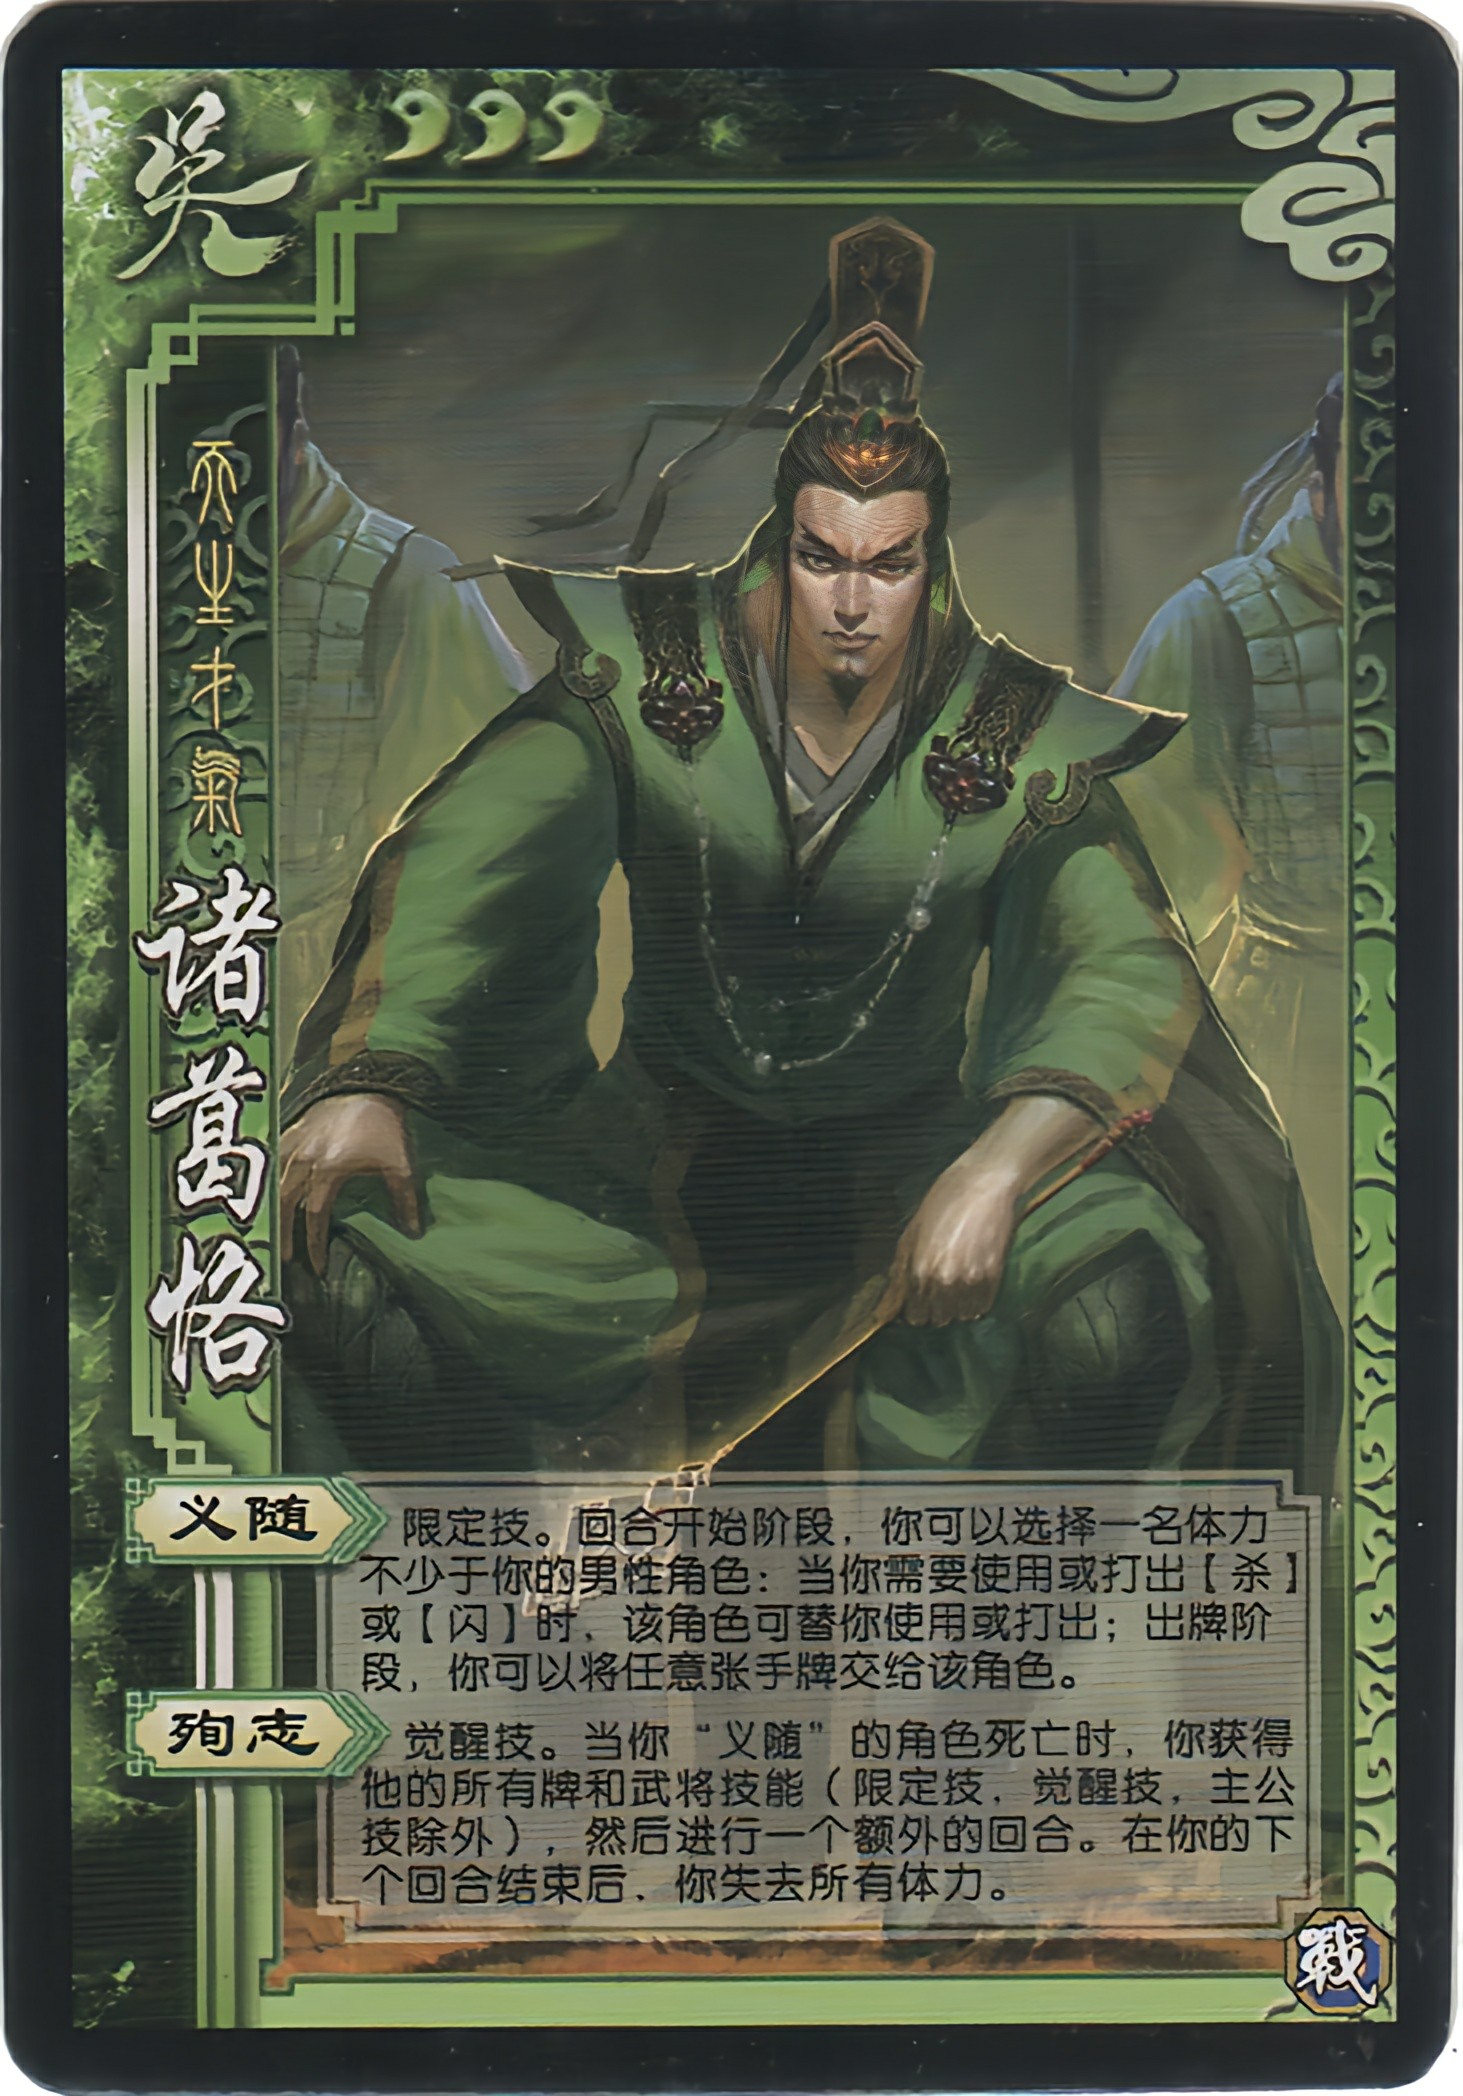 吳
天生才氣
诸葛恪
义随
限定技。回合开始阶段，你可以选择一名体力
不少于你的男性角色：当你需要使用或打出【杀】
或【闪】时，该角色可替你使用或打出；出牌阶
段，你可以将任意张手牌交给该角色。
殉志
觉醒技。当你“义随”的角色死亡时，你获得
他的所有牌和武将技能（限定技，觉醒技，主公
技除外），然后进行一个额外的回合。在你的下
个回合结束后，你失去所有体力。
戰